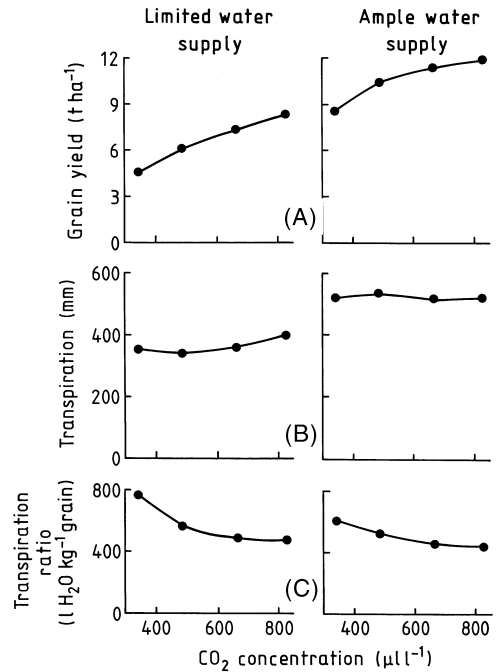 Limited water
supply
Ample water
supply
Grain yield (t ha⁻¹)
12
9
6
3
0
(A)
Transpiration (mm)
600
400
200
0
(B)
Transpiration
ratio
(l H₂O kg⁻¹ grain)
800
400
0
(C)
400 600 800
400 600 800
CO₂ concentration (µl l⁻¹)